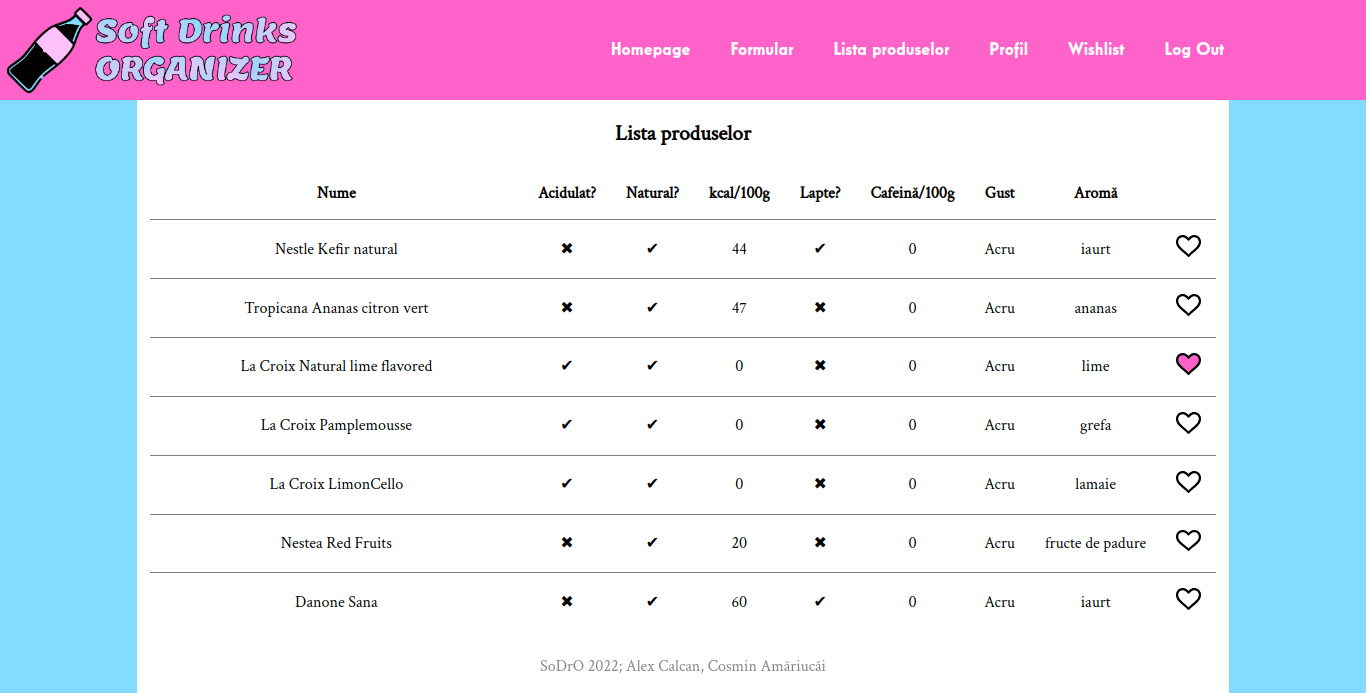 Soft Drinks
ORGANIZER
Homepage Formular Lista produselor Profil Wishlist Log Out
Lista produselor
Nume Acidulat? Natural? kcal/100g Lapte? Cafeină/100g Gust Aromă
Nestle Kefir natural ✖ ✔ 44 ✔ 0 Acru iaurt
Tropicana Ananas citron vert ✖ ✔ 47 ✖ 0 Acru ananas
La Croix Natural lime flavored ✔ ✔ 0 ✖ 0 Acru lime
La Croix Pamplemousse ✔ ✔ 0 ✖ 0 Acru grefa
La Croix LimonCello ✔ ✔ 0 ✖ 0 Acru lamaie
Nestea Red Fruits ✖ ✔ 20 ✖ 0 Acru fructe de padure
Danone Sana ✖ ✔ 60 ✔ 0 Acru iaurt
SoDrO 2022; Alex Calcan, Cosmin Amăriucăi